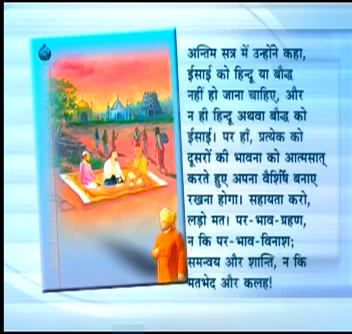 अन्तिम सत्र में उन्होंने कहा,
ईसाई को हिन्दू या बौद्ध
नहीं हो जाना चाहिए, और
न ही हिन्दू अथवा बौद्ध को
ईसाई। पर हाँ, प्रत्येक को
दूसरों की भावना को आत्मसात्
करते हुए अपना वैशिर्षि बनाए
रखना होगा। सहायता करो,
लड़ो मत। पर-भाव-ग्रहण,
न कि पर-भाव-विनाश;
समन्वय और शान्ति, न कि
मतभेद और कलह!